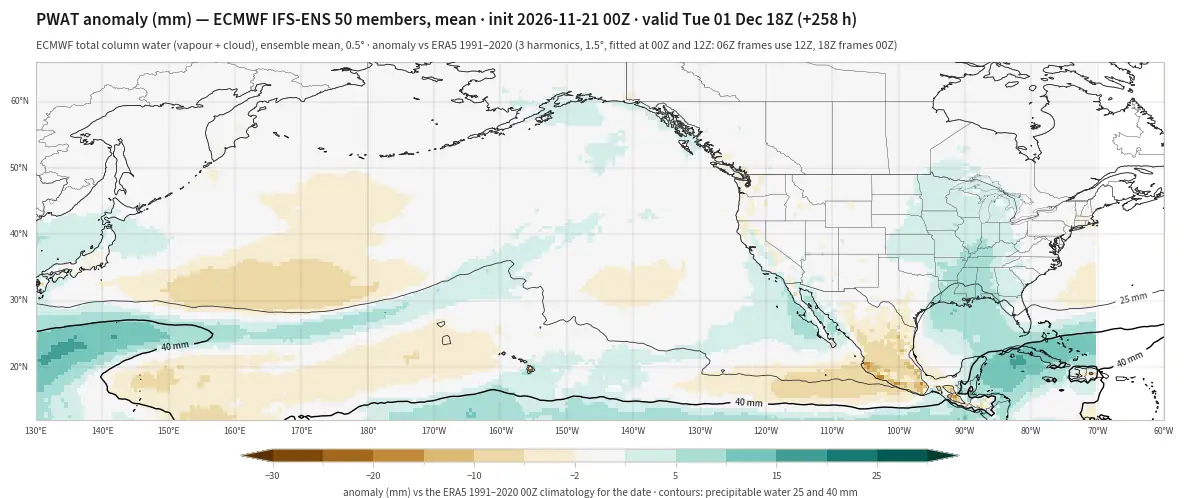 PWAT anomaly (mm) — ECMWF IFS-ENS 50 members, mean · init 2026-11-21 00Z · valid Tue 01 Dec 18Z (+258 h)
ECMWF total column water (vapour + cloud), ensemble mean, 0.5° · anomaly vs ERA5 1991–2020 (3 harmonics, 1.5°, fitted at 00Z and 12Z: 06Z frames use 12Z, 18Z frames 00Z)
60°N
50°N
40°N
30°N
20°N
25 mm
40 mm
40 mm
40 mm
130°E 140°E 150°E 160°E 170°E 180° 170°W 160°W 150°W 140°W 130°W 120°W 110°W 100°W 90°W 80°W 70°W 60°W
−30 −20 −10 −2 5 15 25
anomaly (mm) vs the ERA5 1991–2020 00Z climatology for the date · contours: precipitable water 25 and 40 mm